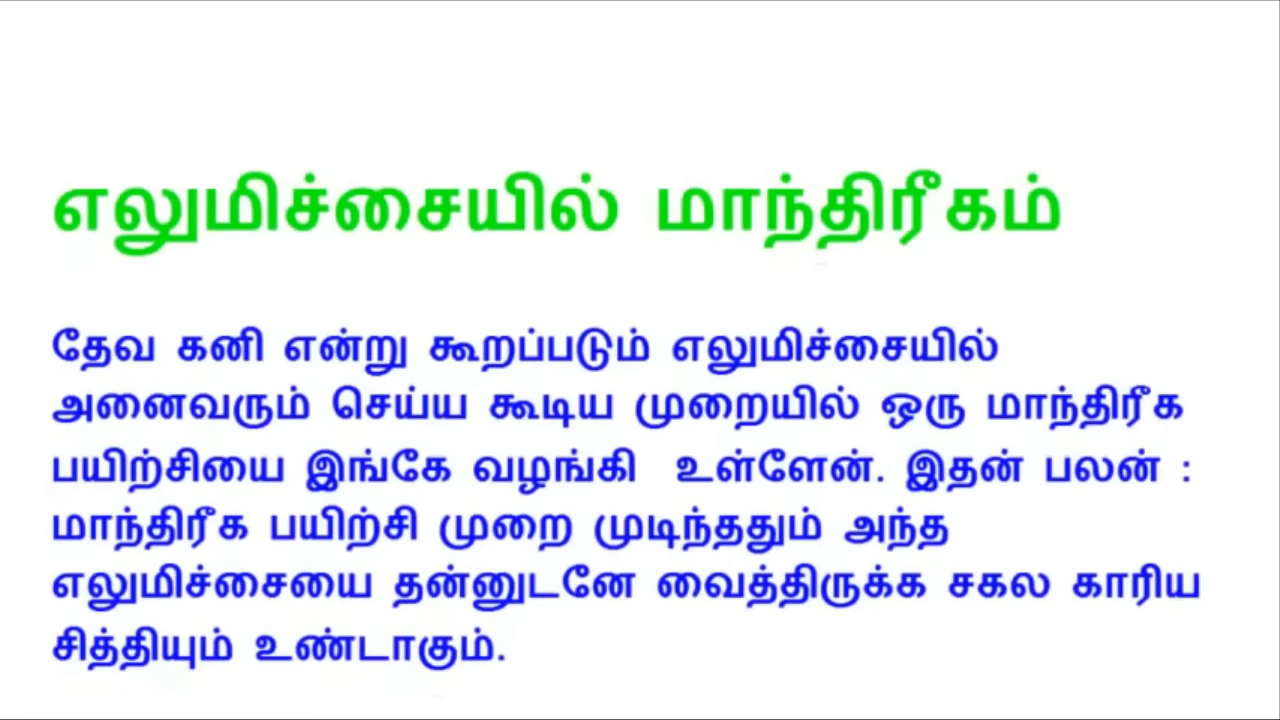 எலுமிச்சையில் மாந்திரீகம்
தேவ கனி என்று கூறப்படும் எலுமிச்சையில்
அனைவரும் செய்ய கூடிய முறையில் ஒரு மாந்திரீக
பயிற்சியை இங்கே வழங்கி உள்ளேன். இதன் பலன் :
மாந்திரீக பயிற்சி முறை முடிந்ததும் அந்த
எலுமிச்சையை தன்னுடனே வைத்திருக்க சகல காரிய
சித்தியும் உண்டாகும்.